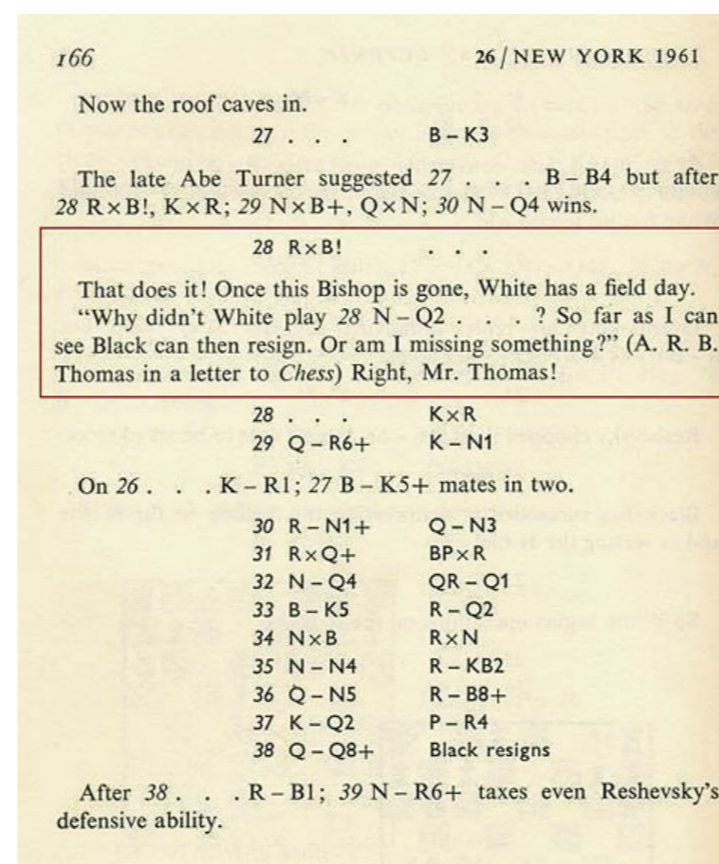 166
26 / NEW YORK 1961
Now the roof caves in.
27 . . . B – K3
The late Abe Turner suggested 27 . . . B – B4 but after
28 R×B!, K×R; 29 N×B+, Q×N; 30 N – Q4 wins.
28 R×B! . . .
That does it! Once this Bishop is gone, White has a field day.
“Why didn’t White play 28 N – Q2 . . . ? So far as I can
see Black can then resign. Or am I missing something?” (A. R. B.
Thomas in a letter to Chess) Right, Mr. Thomas!
28 . . . K×R
29 Q – R6+ K – N1
On 26 . . . K – R1; 27 B – K5+ mates in two.
30 R – N1+ Q – N3
31 R×Q+ BP×R
32 N – Q4 QR – Q1
33 B – K5 R – Q2
34 N×B R×N
35 N – N4 R – KB2
36 Q – N5 R – B8+
37 K – Q2 P – R4
38 Q – Q8+ Black resigns
After 38 . . . R – B1; 39 N – R6+ taxes even Reshevsky’s
defensive ability.